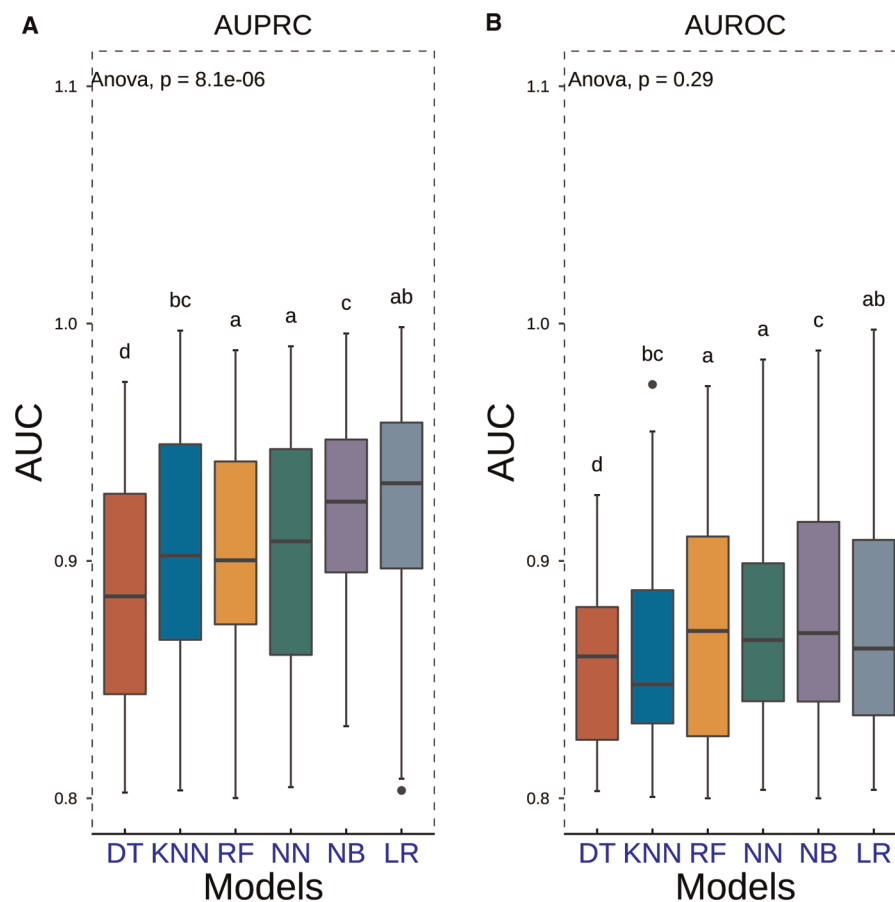 A
AUPRC
Anova, p = 8.1e-06
1.1
1.0
0.9
0.8
AUC
d
bc
a
a
c
ab
DT KNN RF NN NB LR
Models
B
AUROC
Anova, p = 0.29
1.1
1.0
0.9
0.8
AUC
d
bc
a
a
c
ab
DT KNN RF NN NB LR
Models